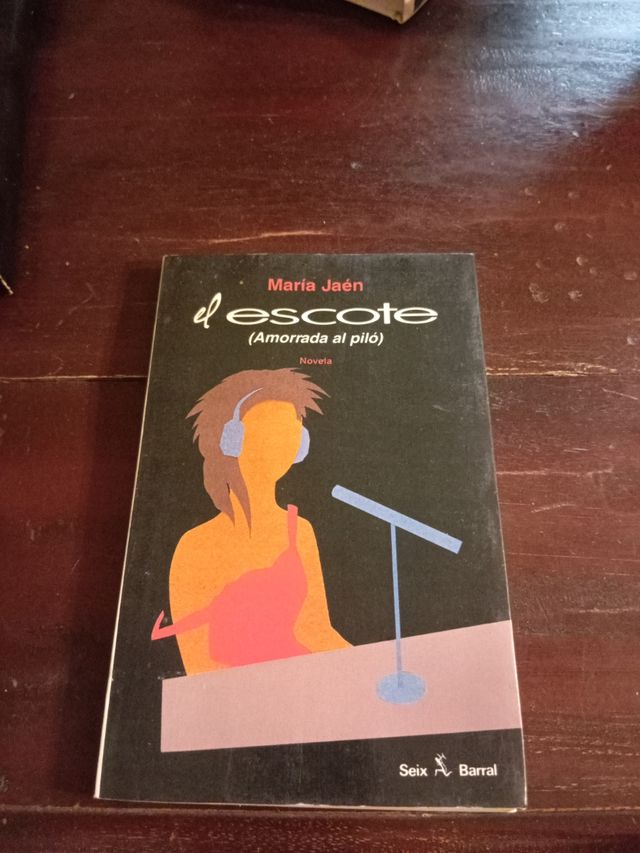 María Jaén
el escote
(Amorrada al piló)
Novela
Seix Barral